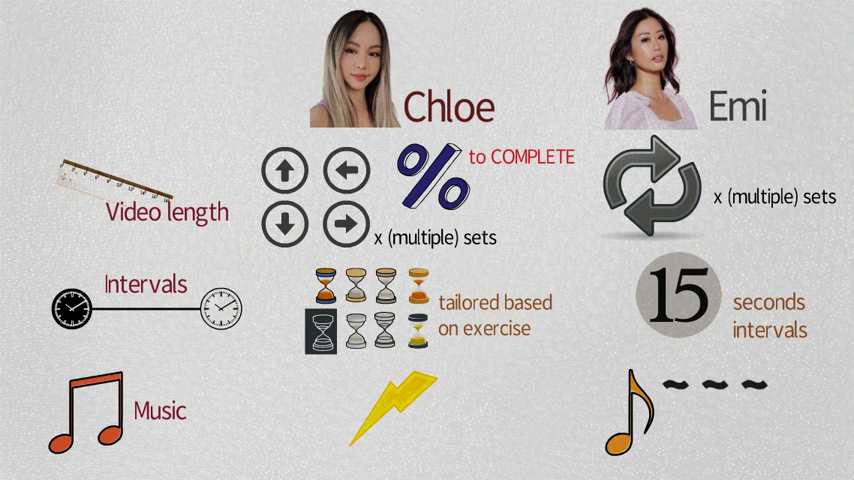 Chloe
Emi
Video length
% to COMPLETE
x (multiple) sets
x (multiple) sets
Intervals
tailored based
on exercise
15 seconds
intervals
Music